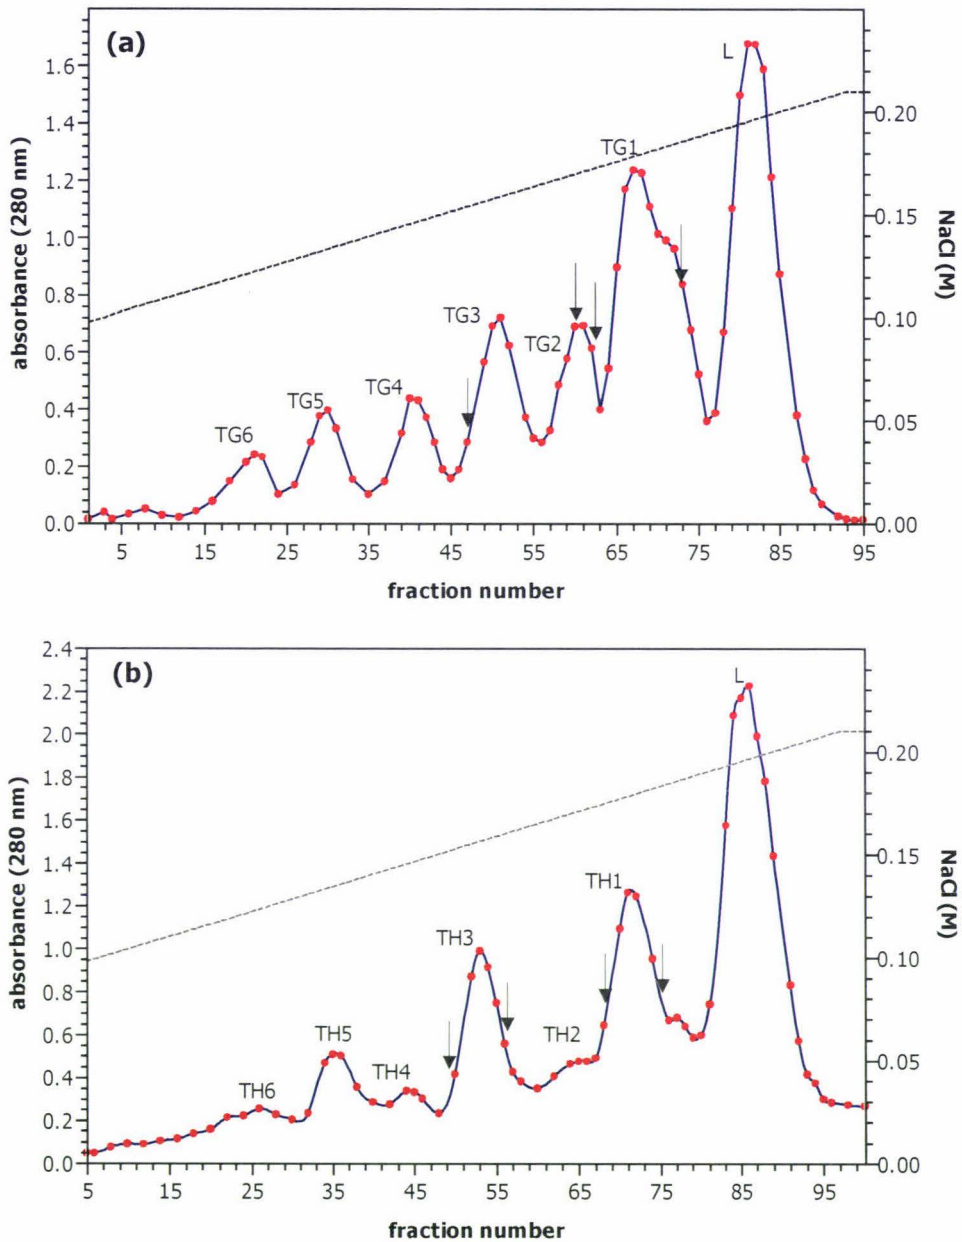 (a)
L
1.6
1.4
1.2
1.0
0.8
0.6
0.4
0.2
0.0
absorbance (280 nm)
TG1
TG3
TG2
TG4
TG5
TG6
0.20
0.15
0.10
0.05
0.00
NaCl (M)
5 15 25 35 45 55 65 75 85 95
fraction number
(b)
L
2.4
2.2
2.0
1.8
1.6
1.4
1.2
1.0
0.8
0.6
0.4
0.2
0.0
absorbance (280 nm)
TH1
TH3
TH2
TH5
TH4
TH6
0.20
0.15
0.10
0.05
0.00
NaCl (M)
5 15 25 35 45 55 65 75 85 95
fraction number